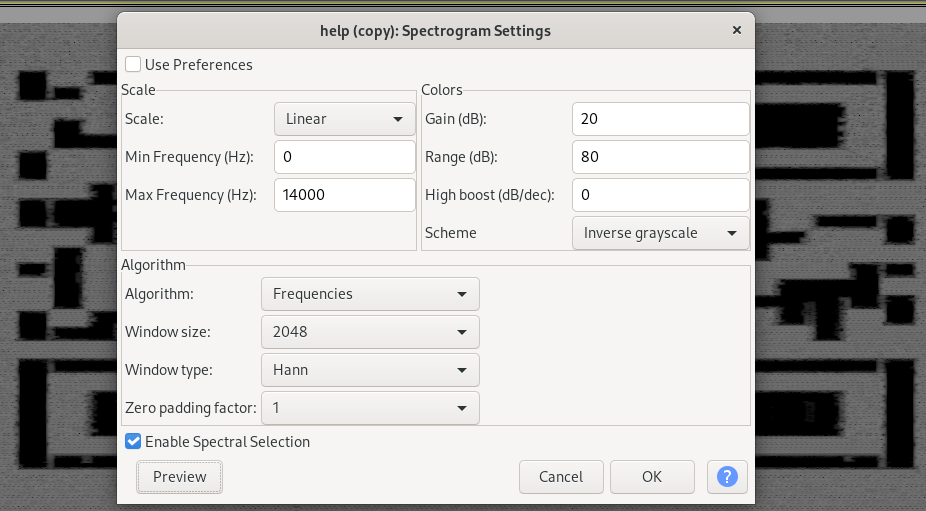 help (copy): Spectrogram Settings
Use Preferences
Scale
Scale: Linear
Min Frequency (Hz): 0
Max Frequency (Hz): 14000
Colors
Gain (dB): 20
Range (dB): 80
High boost (dB/dec): 0
Scheme Inverse grayscale
Algorithm
Algorithm: Frequencies
Window size: 2048
Window type: Hann
Zero padding factor: 1
Enable Spectral Selection
Preview Cancel OK ?